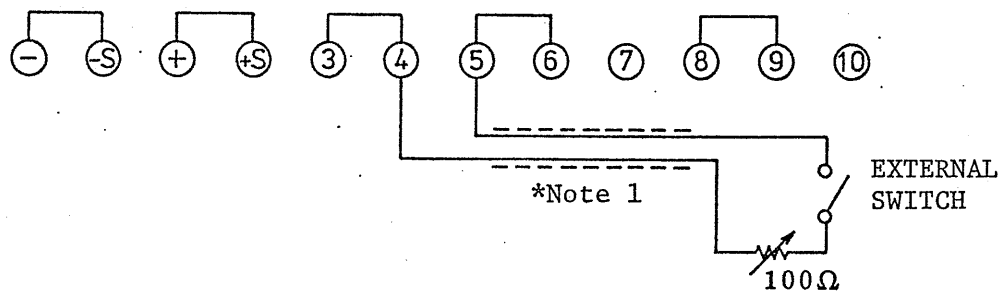 - -S + +S 3 4 5 6 7 8 9 10
*Note 1
EXTERNAL
SWITCH
100Ω